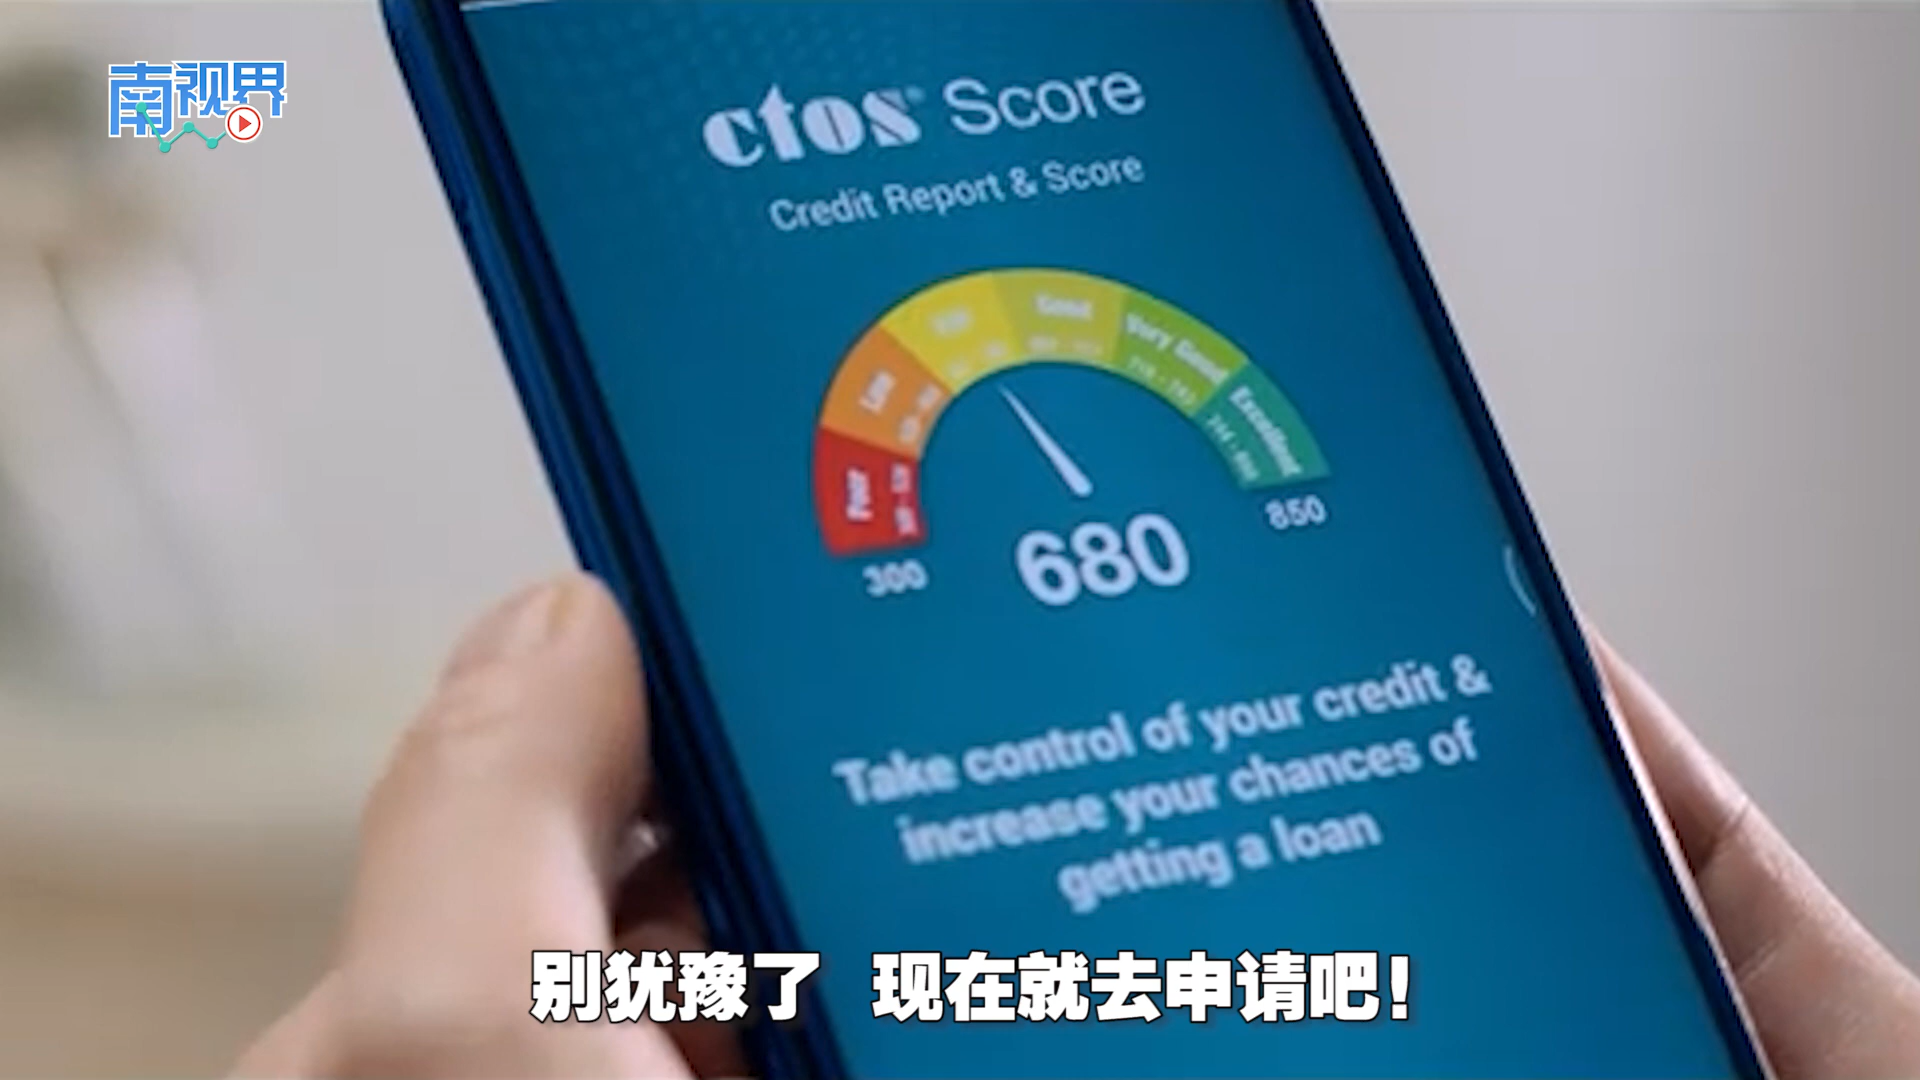 南视界
ctos Score
Credit Report & Score
Good
Very Good
Excellent
Low
Poor
300
680
850
Take control of your credit &
increase your chances of
getting a loan
别犹豫了 现在就去申请吧!